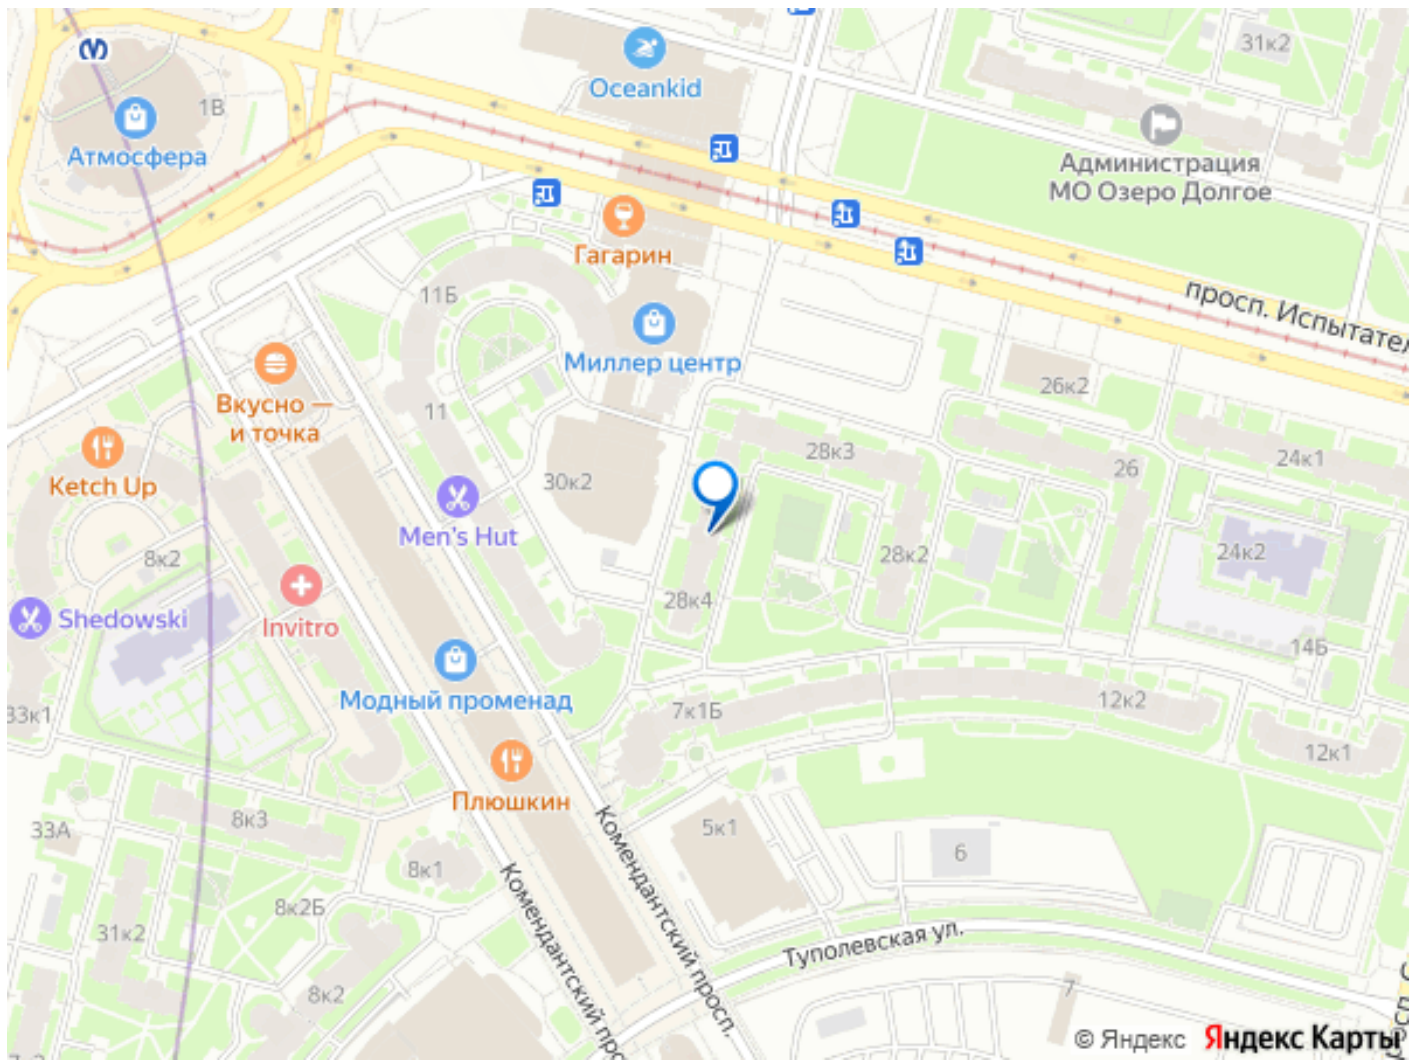 31к2
Oceankid
1В
Атмосфера
Администрация
МО Озеро Долгое
Гагарин
11Б
просп. Испытател
Миллер центр
26к2
Вкусно —
и точка
11
28к3
24к1
26
Ketch Up
30к2
Men's Hut
8к2
28к2
24к2
28к4
Shedowski
Invitro
14Б
Модный променад
7к1Б
12к2
33к1
12к1
Плюшкин
33А
8к3
5к1
6
8к1
Комендантский просп.
Комендантский про
8к2Б
31к2
Туполевская ул.
8к2
7
© Яндекс Яндекс Карты